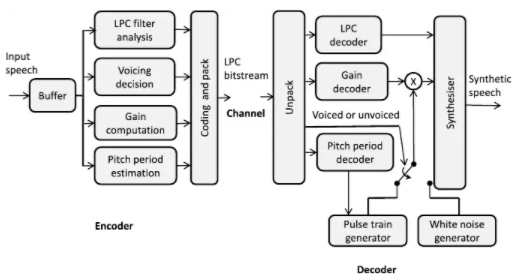 Input
speech
Buffer
LPC filter
analysis
Voicing
decision
Gain
computation
Pitch period
estimation
Coding and pack
LPC
bitstream
Channel
Encoder
Unpack
LPC
decoder
Gain
decoder
X
Voiced or unvoiced
Pitch period
decoder
Pulse train
generator
White noise
generator
Synthesiser
Synthetic
speech
Decoder